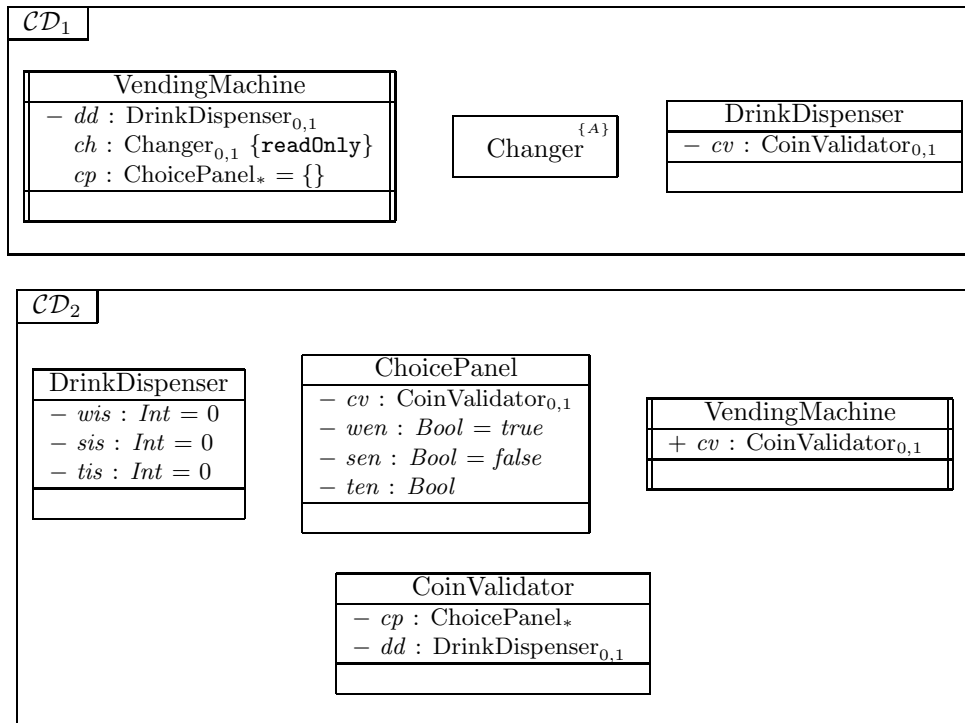 CD₁
VendingMachine
− dd : DrinkDispenser₀,₁
ch : Changer₀,₁ {readOnly}
cp : ChoicePanel∗ = {}
{A}
Changer
DrinkDispenser
− cv : CoinValidator₀,₁
CD₂
DrinkDispenser
− wis : Int = 0
− sis : Int = 0
− tis : Int = 0
ChoicePanel
− cv : CoinValidator₀,₁
− wen : Bool = true
− sen : Bool = false
− ten : Bool
VendingMachine
+ cv : CoinValidator₀,₁
CoinValidator
− cp : ChoicePanel∗
− dd : DrinkDispenser₀,₁